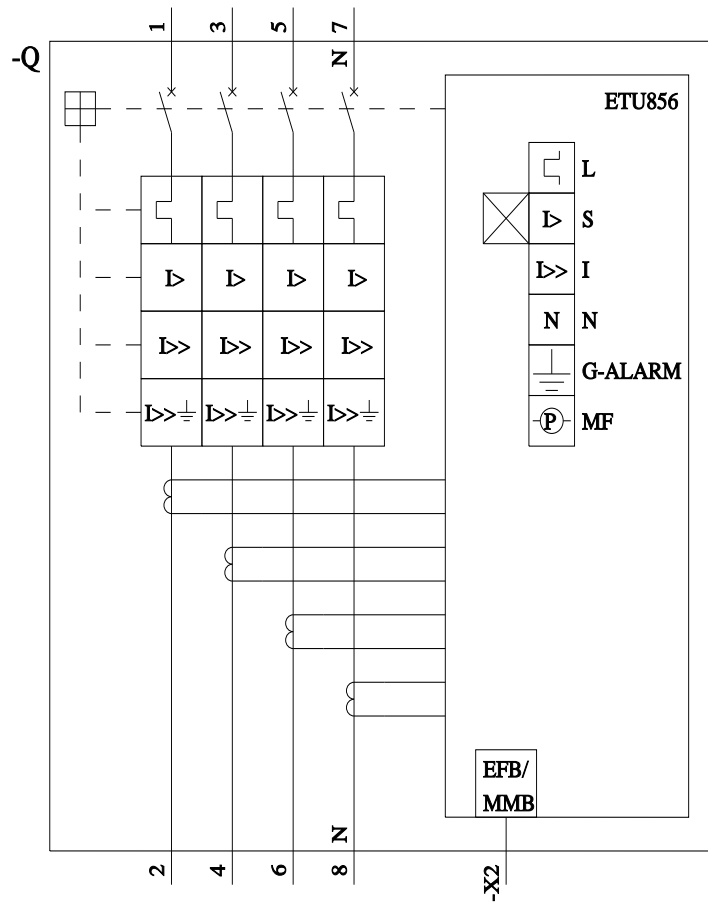 1 3 5 7
N
-Q
ETU856
L
I> S
I>> I
N N
G-ALARM
P MF
I> I> I> I>
I>> I>> I>> I>>
I>> I>> I>> I>>
EFB/
MMB
N
2 4 6 8
-X2